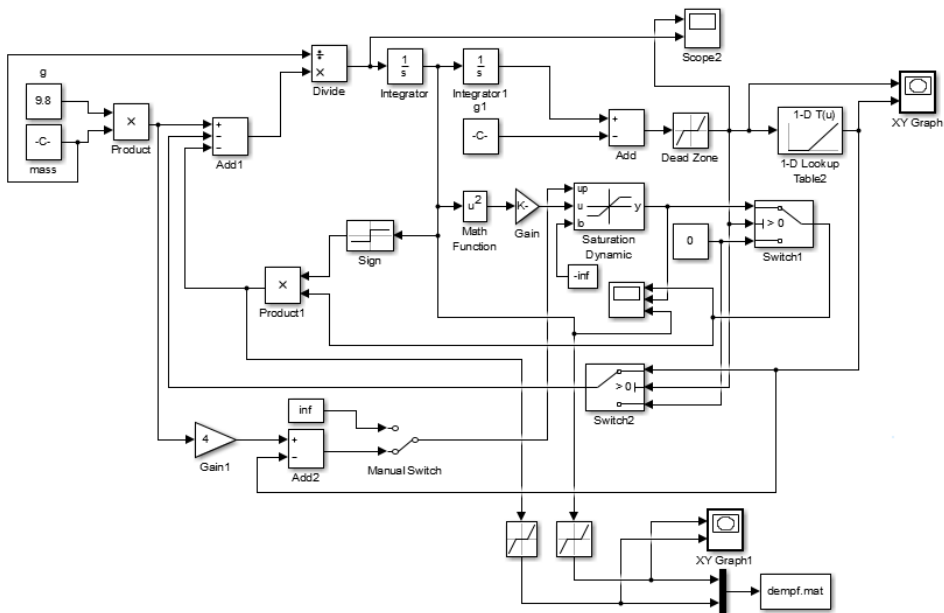 g
9.8
-C-
mass
×
Product
+
−
−
Add1
÷
×
Divide
1
s
Integrator
1
s
Integrator1
g1
-C-
+
−
Add
Dead Zone
Scope2
1-D T(u)
1-D Lookup
Table2
XY Graph
Sign
u2
Math
Function
K-
Gain
up
u
lo
y
Saturation
Dynamic
-inf
0
> 0
Switch1
×
Product1
> 0
Switch2
4
Gain1
inf
+
−
Add2
Manual Switch
XY Graph1
dempf.mat